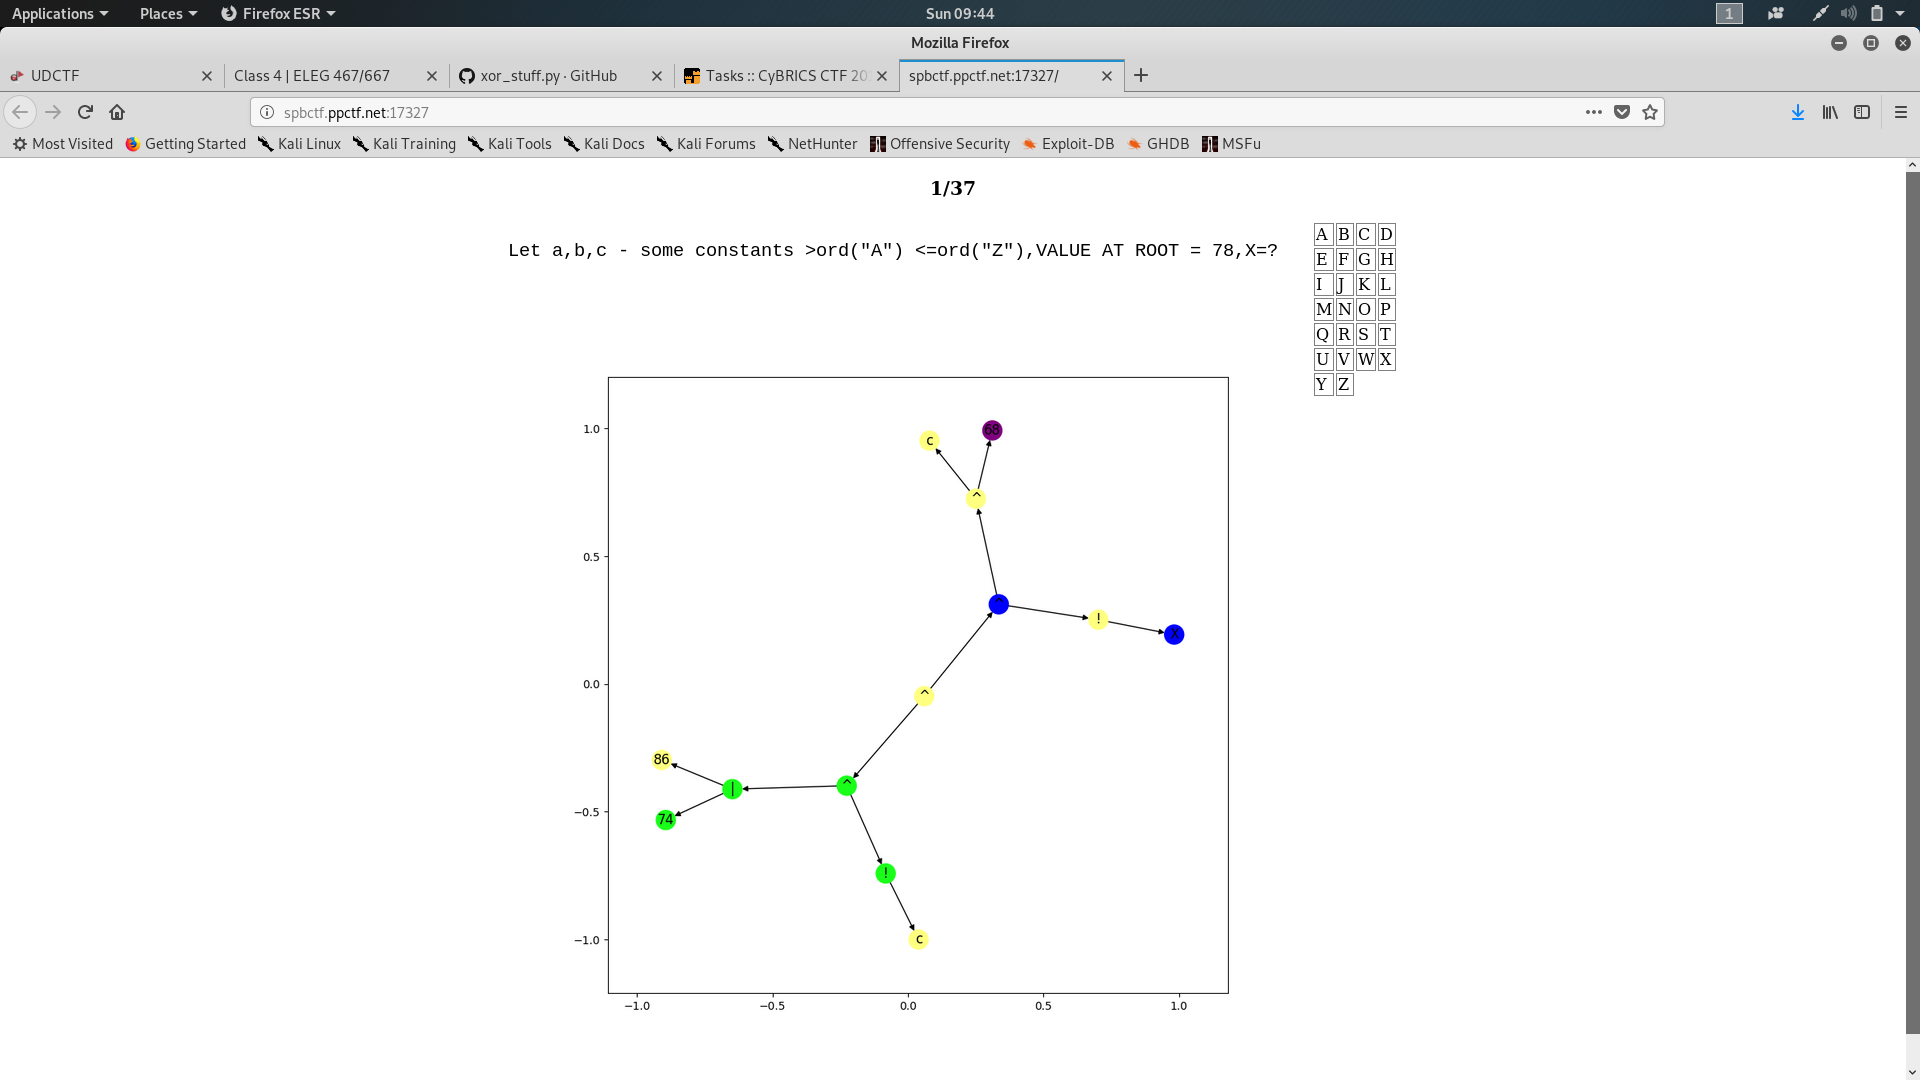 Applications Places Firefox ESR Sun 09:44 1
Mozilla Firefox
UDCTF Class 4 | ELEG 467/667 xor_stuff.py · GitHub Tasks :: CyBRICS CTF 20 spbctf.ppctf.net:17327/
spbctf.ppctf.net:17327
Most Visited Getting Started Kali Linux Kali Training Kali Tools Kali Docs Kali Forums NetHunter Offensive Security Exploit-DB GHDB MSFu
1/37
Let a,b,c - some constants >ord("A") <=ord("Z"),VALUE AT ROOT = 78,X=?
A B C D
E F G H
I J K L
M N O P
Q R S T
U V W X
Y Z
1.0
68
c
^
0.5
^
!
X
0.0
^
86
^
|
−0.5
74
!
−1.0
c
−1.0 −0.5 0.0 0.5 1.0